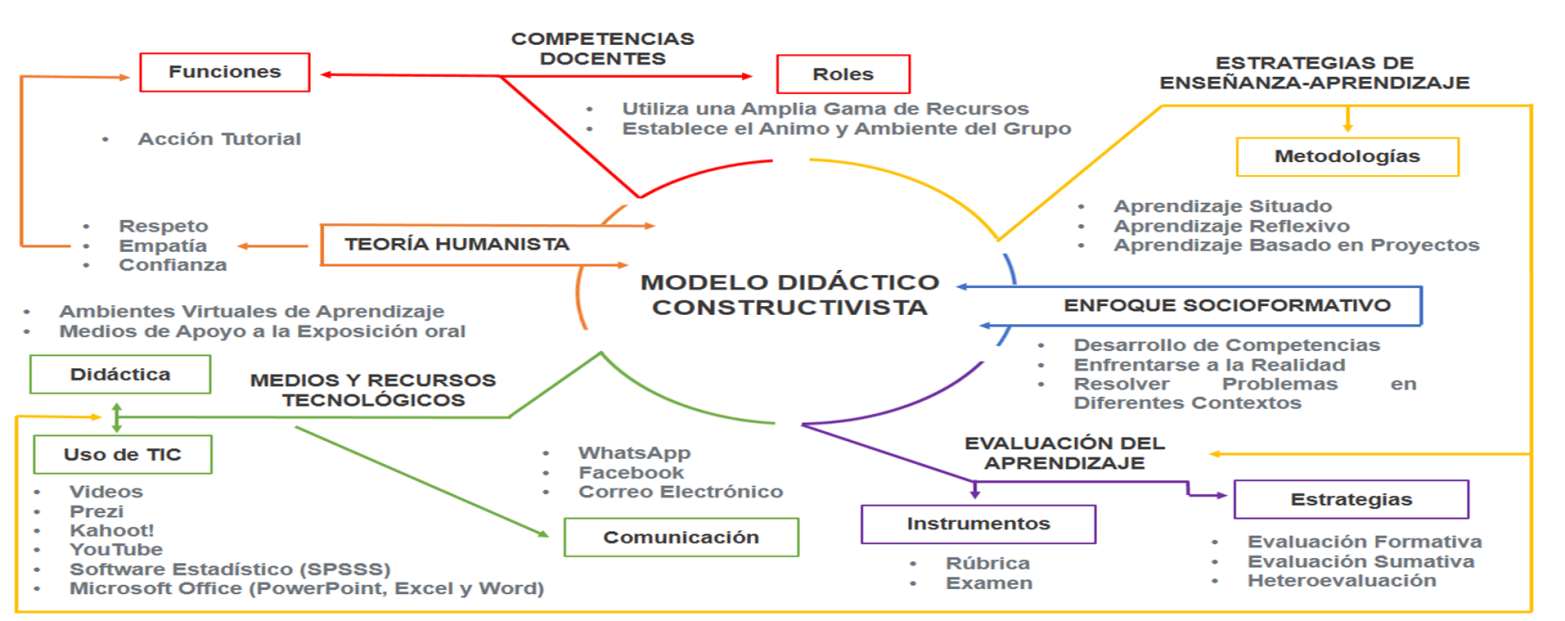 COMPETENCIAS
DOCENTES
Funciones
Roles
• Acción Tutorial
• Utiliza una Amplia Gama de Recursos
• Establece el Animo y Ambiente del Grupo
ESTRATEGIAS DE
ENSEÑANZA-APRENDIZAJE
Metodologías
• Aprendizaje Situado
• Aprendizaje Reflexivo
• Aprendizaje Basado en Proyectos
• Respeto
• Empatía
• Confianza
TEORÍA HUMANISTA
MODELO DIDÁCTICO
CONSTRUCTIVISTA
ENFOQUE SOCIOFORMATIVO
• Desarrollo de Competencias
• Enfrentarse a la Realidad
• Resolver Problemas en
Diferentes Contextos
• Ambientes Virtuales de Aprendizaje
• Medios de Apoyo a la Exposición oral
Didáctica
MEDIOS Y RECURSOS
TECNOLÓGICOS
Uso de TIC
• Videos
• Prezi
• Kahoot!
• YouTube
• Software Estadístico (SPSSS)
• Microsoft Office (PowerPoint, Excel y Word)
• WhatsApp
• Facebook
• Correo Electrónico
Comunicación
EVALUACIÓN DEL
APRENDIZAJE
Instrumentos
• Rúbrica
• Examen
Estrategias
• Evaluación Formativa
• Evaluación Sumativa
• Heteroevaluación